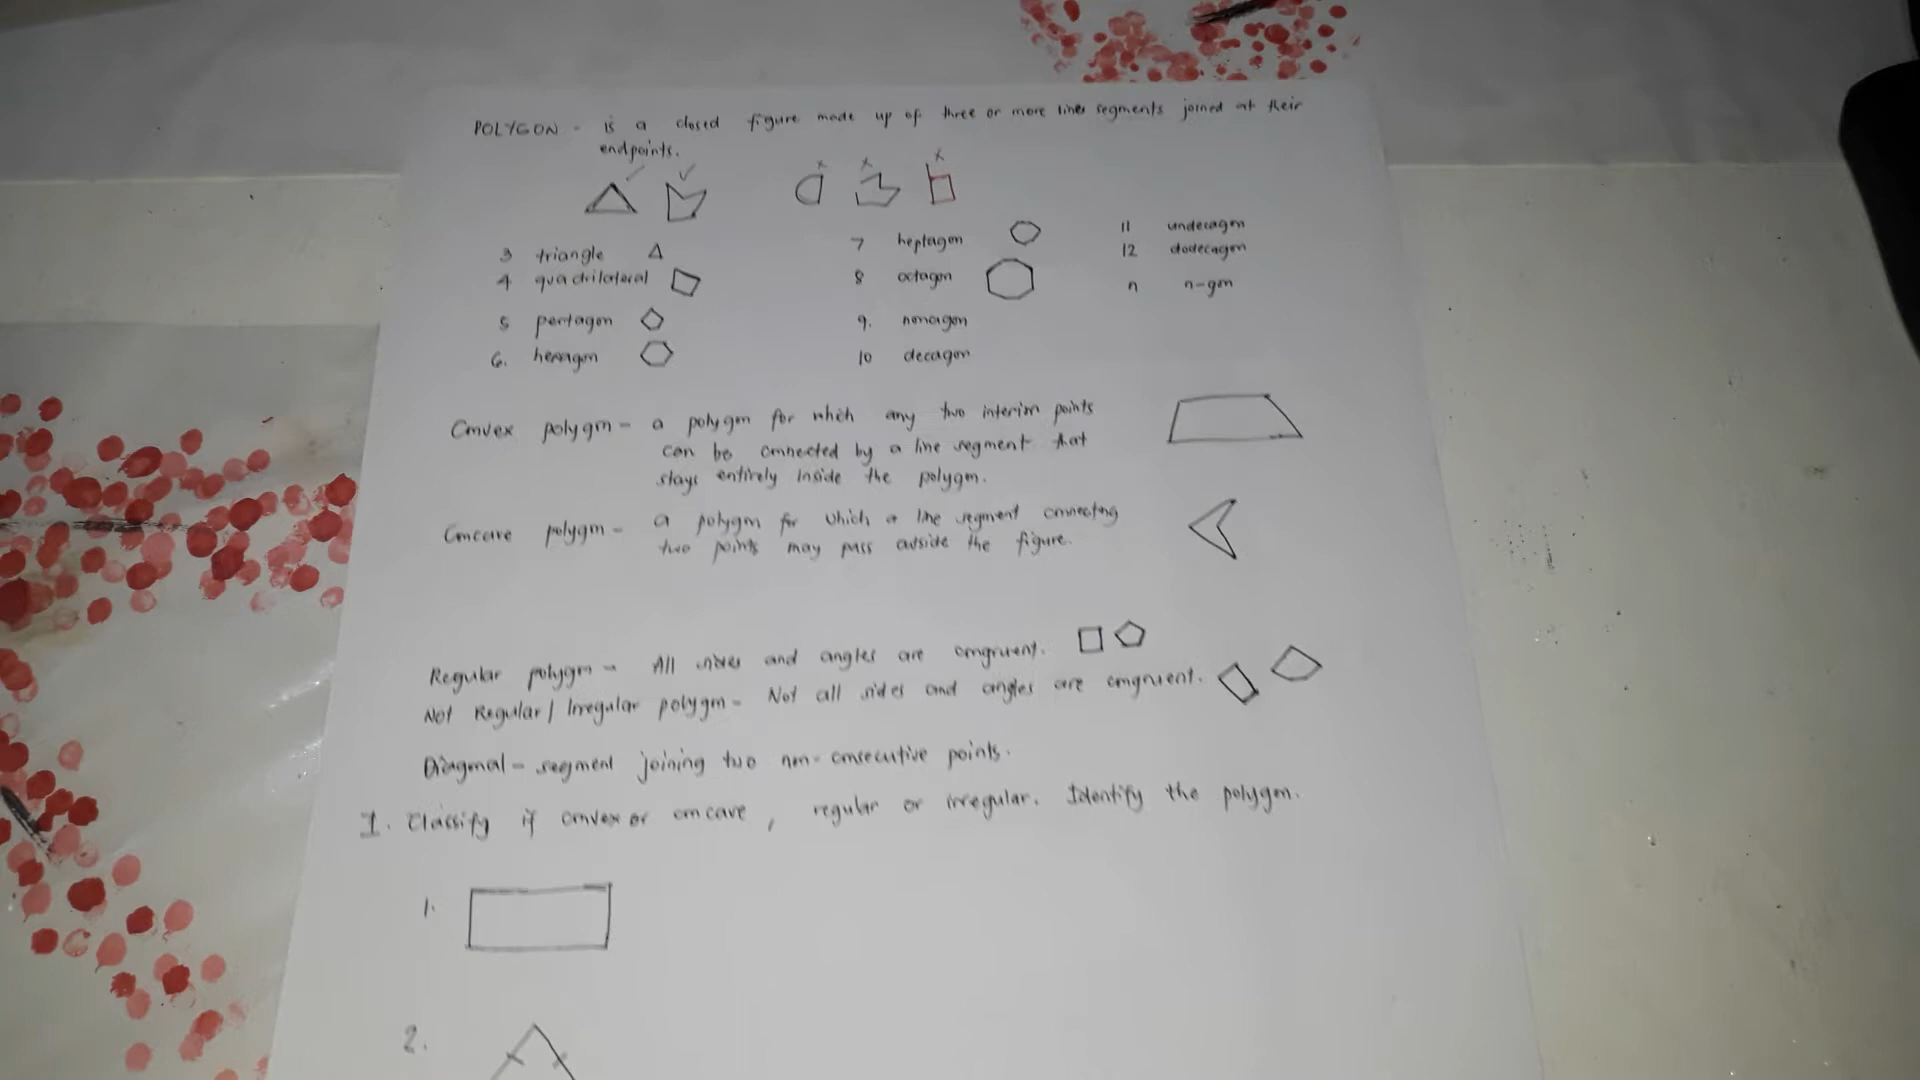 POLYGON - is a closed figure made up of three or more line segments joined at their
endpoints.
3 triangle
4 quadrilateral
5 pentagon
6. hexagon
7 heptagon
8 octagon
9. nonagon
10 decagon
11 undecagon
12 dodecagon
n n-gon
Convex polygon - a polygon for which any two interior points
can be connected by a line segment that
stays entirely inside the polygon.
Concave polygon - a polygon for which a line segment connecting
two points may pass outside the figure.
Regular polygon - All sides and angles are congruent.
Not Regular/Irregular polygon - Not all sides and angles are congruent.
Diagonal - segment joining two non-consecutive points.
I. Classify if convex or concave, regular or irregular. Identify the polygon.
1.
2.